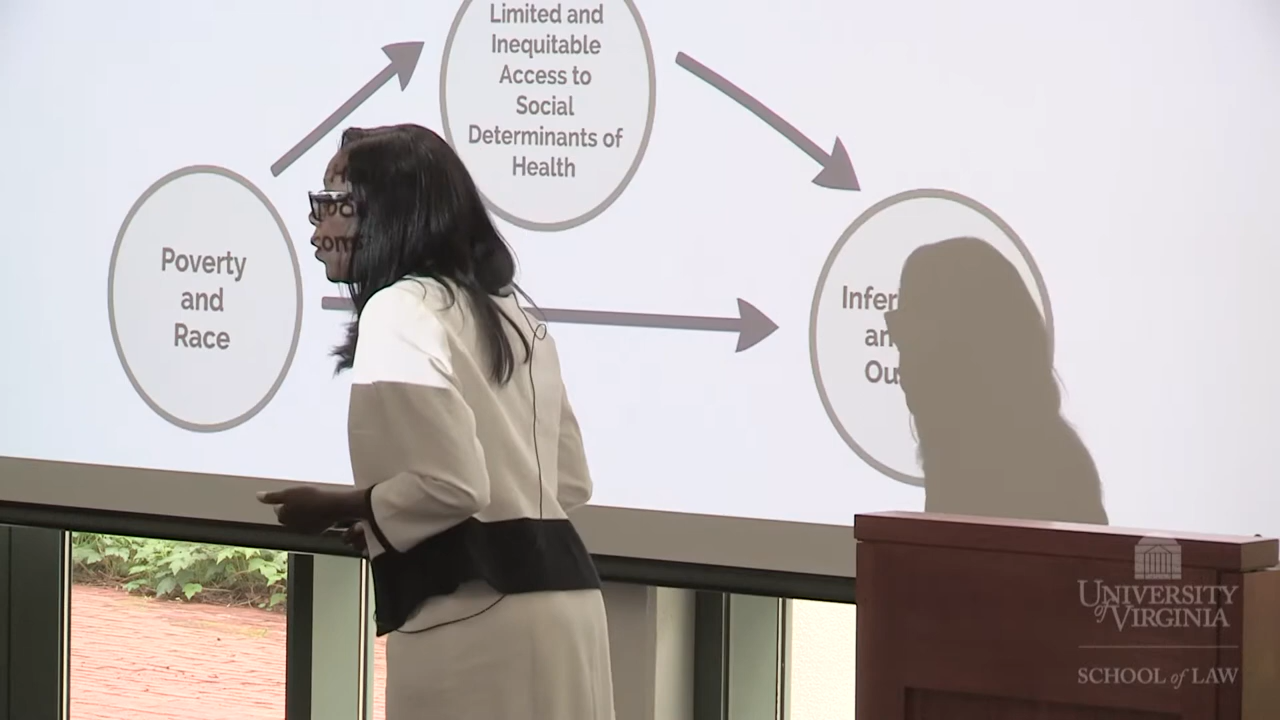 Limited and
Inequitable
Access to
Social
Determinants of
Health
Poverty
and
Race
UNIVERSITY
of VIRGINIA
SCHOOL of LAW